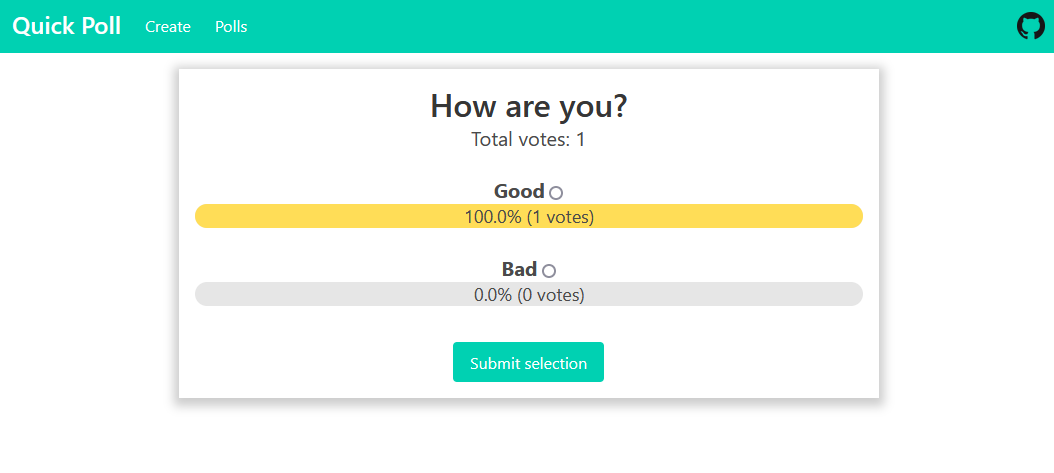 Quick Poll Create Polls
How are you?
Total votes: 1
Good
100.0% (1 votes)
Bad
0.0% (0 votes)
Submit selection